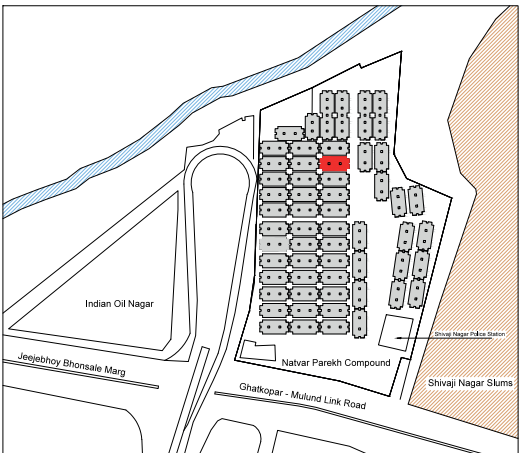 Indian Oil Nagar
Shivaji Nagar Police Station
Jeejebhoy Bhonsale Marg
Natvar Parekh Compound
Shivaji Nagar Slums
Ghatkopar - Mulund Link Road